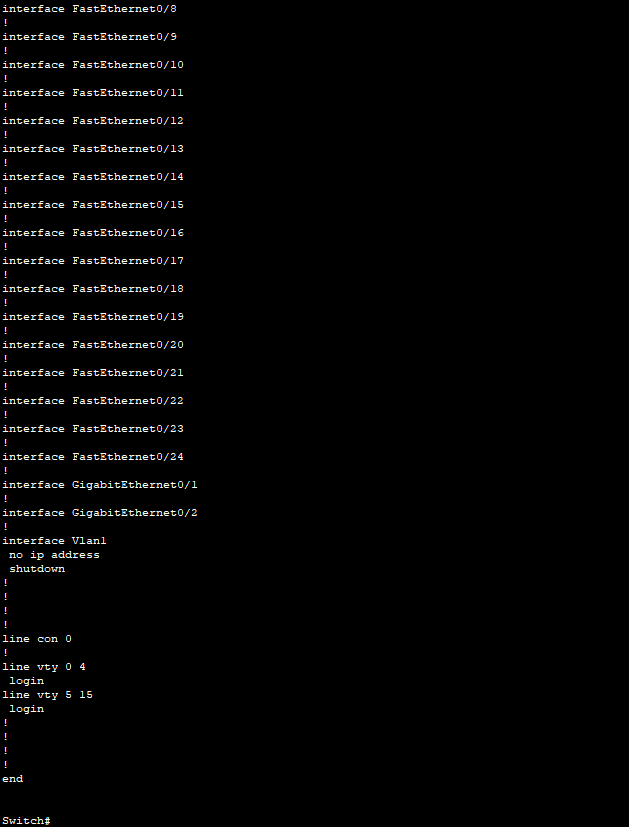 interface FastEthernet0/8
!
interface FastEthernet0/9
!
interface FastEthernet0/10
!
interface FastEthernet0/11
!
interface FastEthernet0/12
!
interface FastEthernet0/13
!
interface FastEthernet0/14
!
interface FastEthernet0/15
!
interface FastEthernet0/16
!
interface FastEthernet0/17
!
interface FastEthernet0/18
!
interface FastEthernet0/19
!
interface FastEthernet0/20
!
interface FastEthernet0/21
!
interface FastEthernet0/22
!
interface FastEthernet0/23
!
interface FastEthernet0/24
!
interface GigabitEthernet0/1
!
interface GigabitEthernet0/2
!
interface Vlan1
 no ip address
 shutdown
!
!
!
!
line con 0
!
line vty 0 4
 login
line vty 5 15
 login
!
!
!
!
end
Switch#